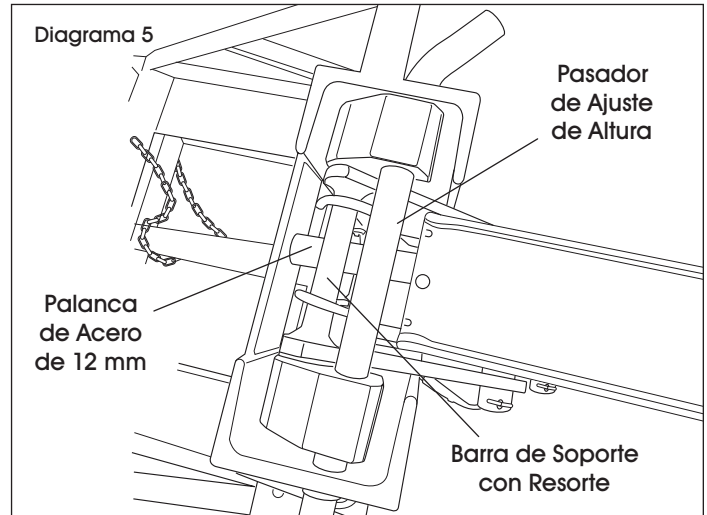 Diagrama 5
Pasador
de Ajuste
de Altura
Palanca
de Acero
de 12 mm
Barra de Soporte
con Resorte